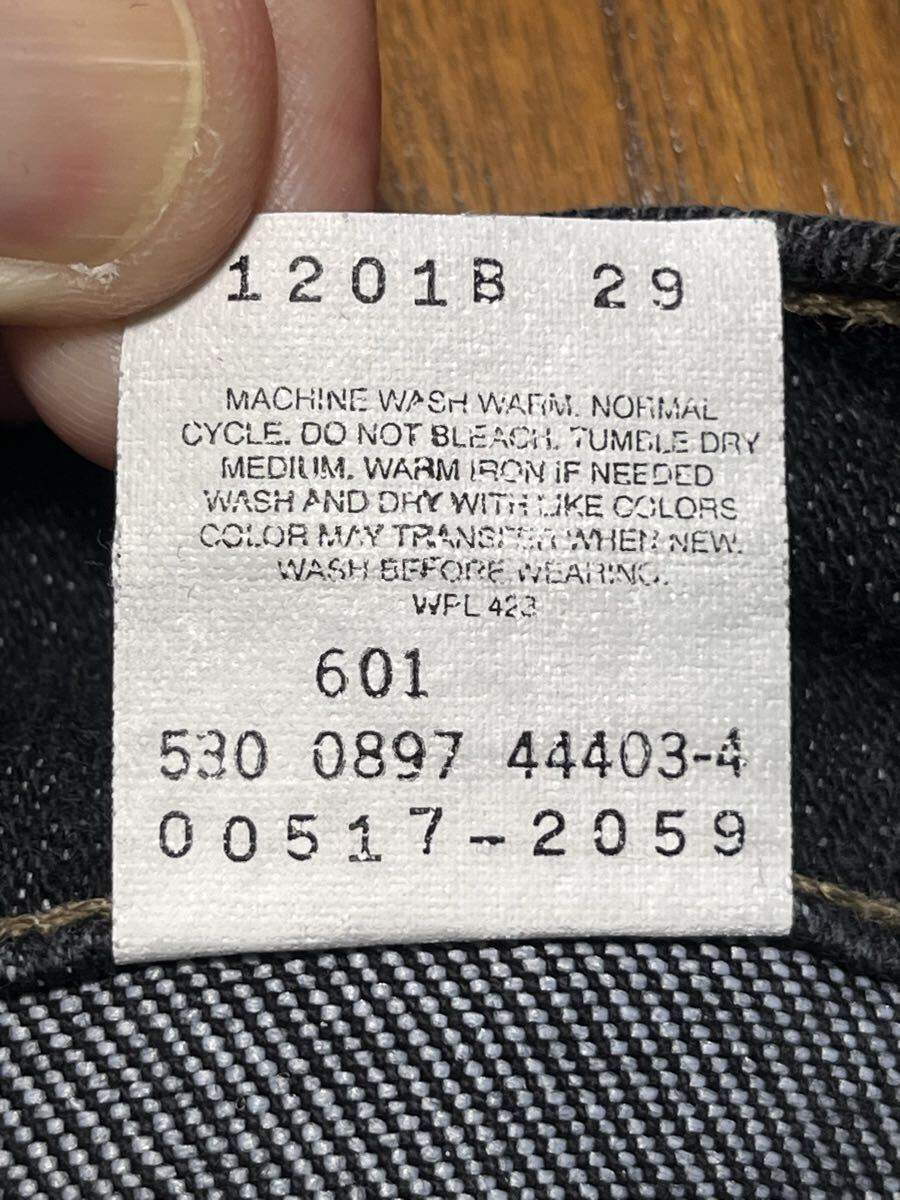 1201B 29
MACHINE WASH WARM. NORMAL
CYCLE. DO NOT BLEACH. TUMBLE DRY
MEDIUM. WARM IRON IF NEEDED
WASH AND DRY WITH LIKE COLORS
COLOR MAY TRANSFER WHEN NEW.
WASH BEFORE WEARING.
WPL 423
601
530 0897 44403-4
00517-2059